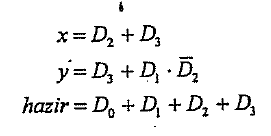 x = D₂ + D₃
y = D₃ + D₁ · D̅₂
hazir = D₀ + D₁ + D₂ + D₃